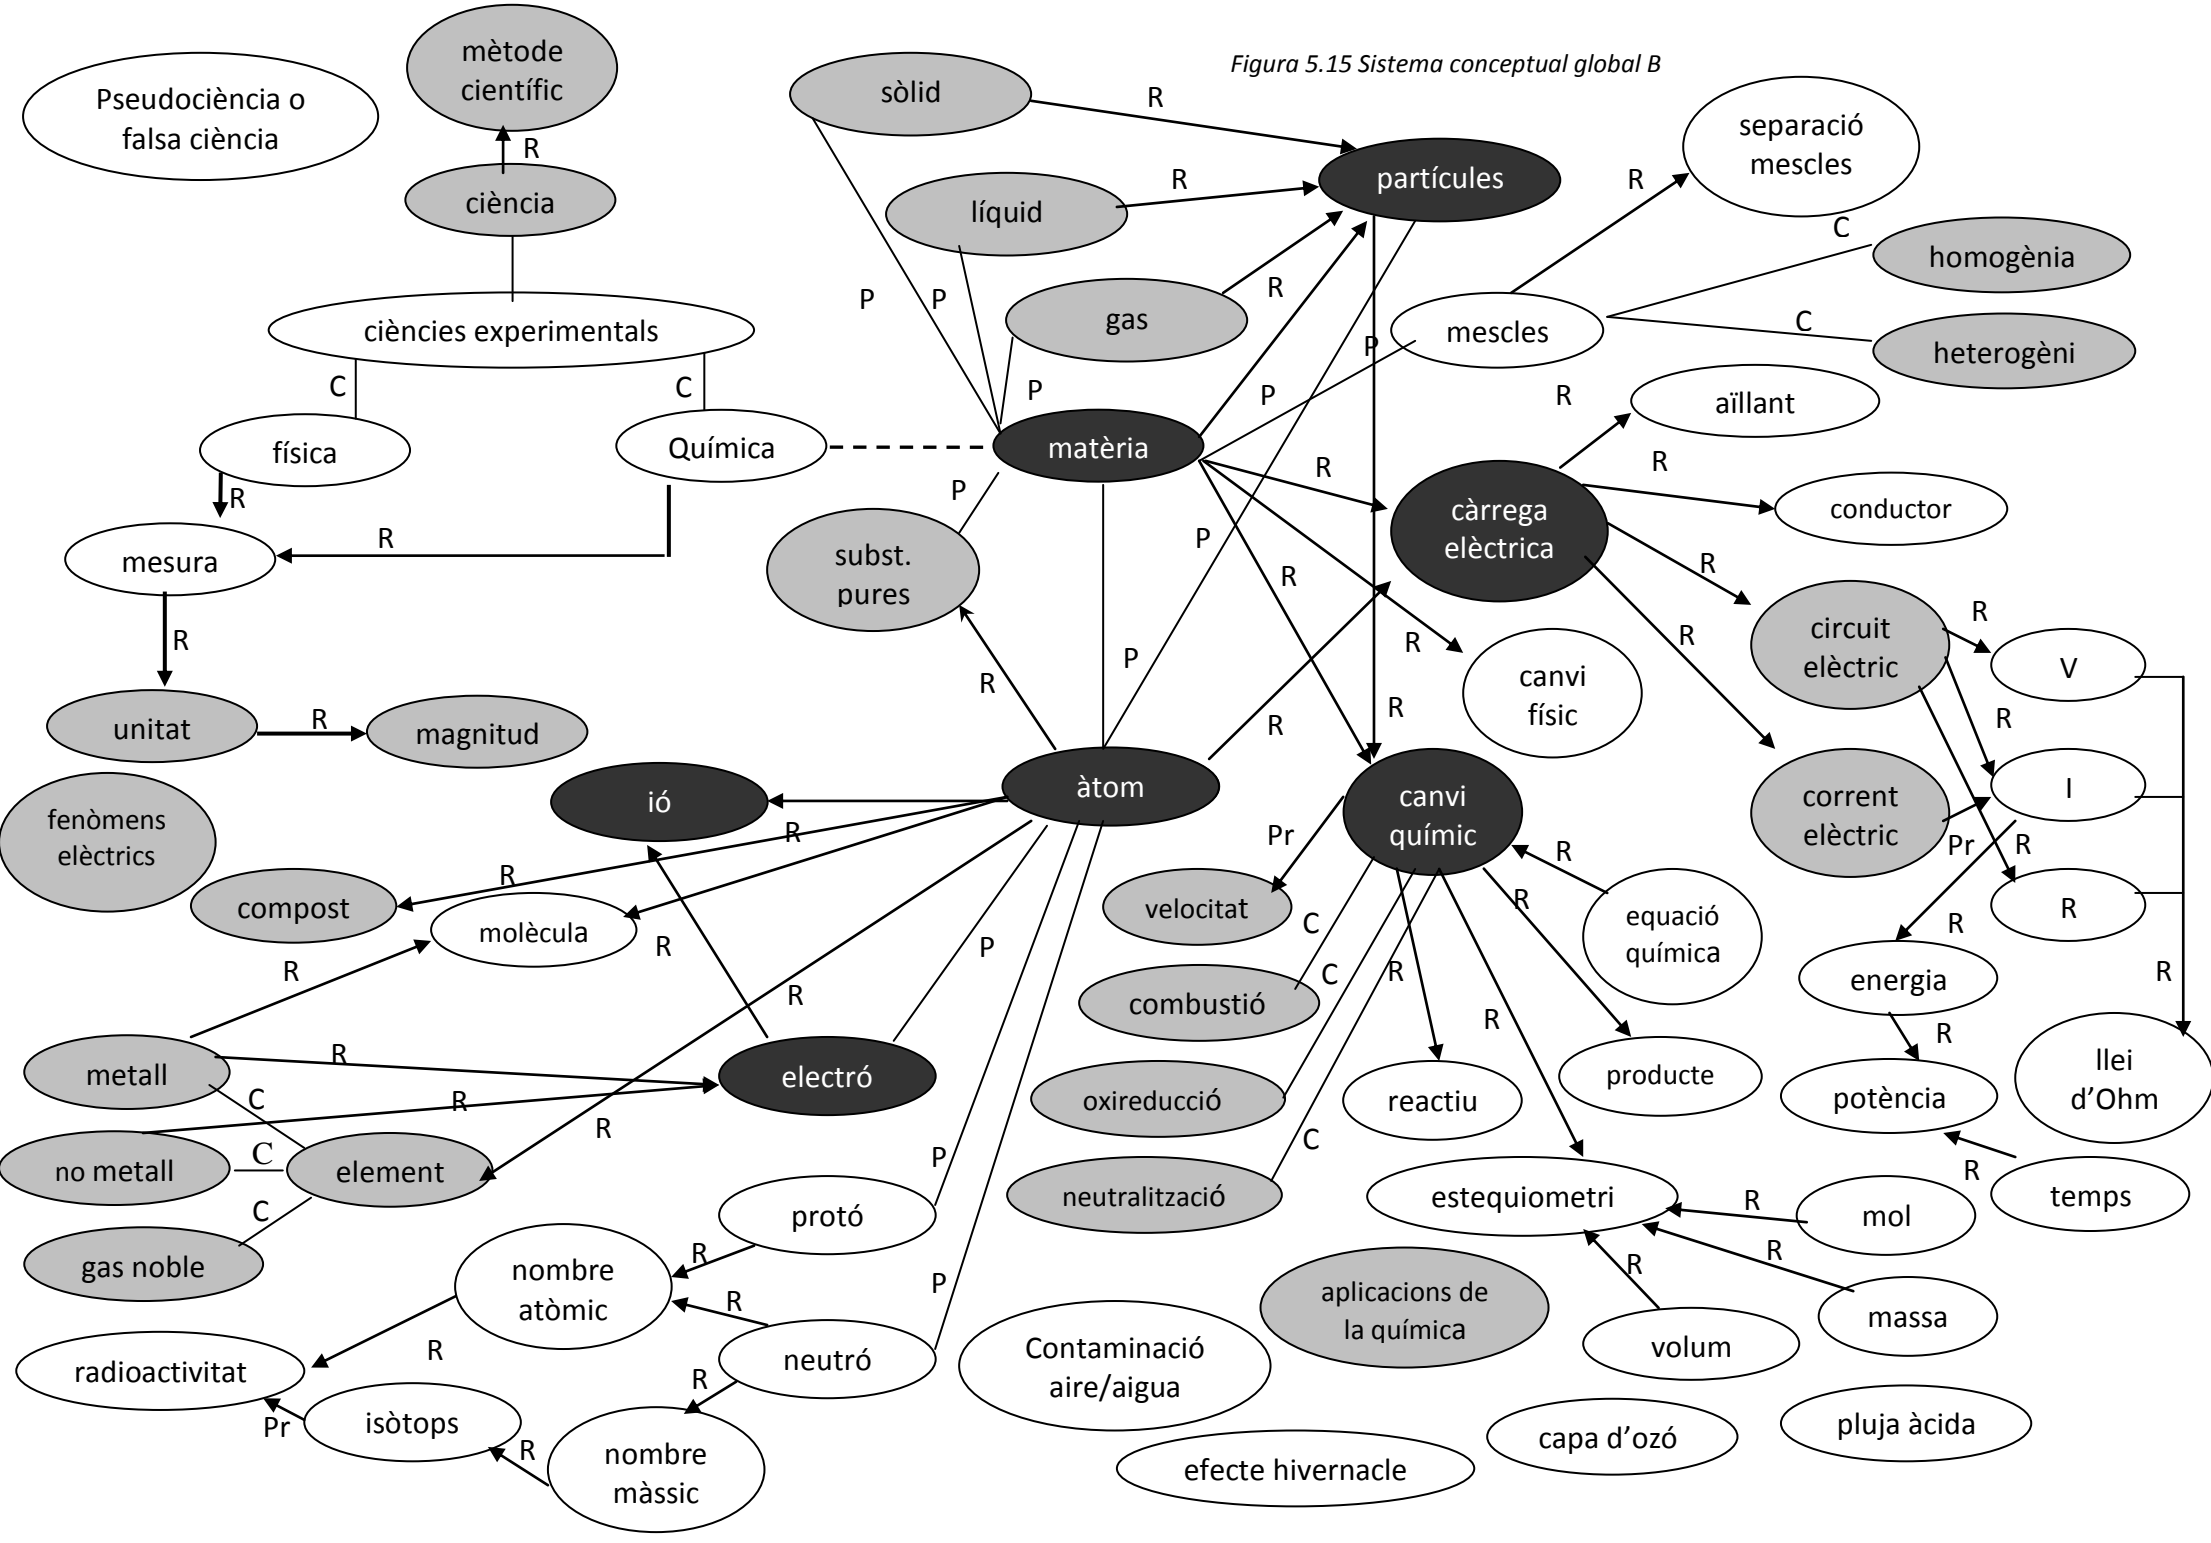 Figura 5.15 Sistema conceptual global B
Pseudociència o
falsa ciència
mètode
científic
R
ciència
ciències experimentals
C
C
física
Química
R
R
mesura
R
unitat
R
magnitud
fenòmens
elèctrics
sòlid
R
líquid
R
gas
R
P
P
P
partícules
matèria
P
P
P
P
P
subst.
pures
R
mescles
R
separació
mescles
C
homogènia
C
heterogèni
R
aïllant
R
conductor
R
càrrega
elèctrica
R
R
R
R
R
R
canvi
físic
circuit
elèctric
R
V
R
I
R
R
corrent
elèctric
Pr
R
energia
R
potència
R
temps
R
llei
d’Ohm
àtom
ió
R
R
compost
molècula
R
R
R
P
R
metall
R
R
electró
C
C
C
no metall
element
gas noble
R
P
P
protó
R
nombre
atòmic
R
neutró
R
R
radioactivitat
Pr
isòtops
R
nombre
màssic
canvi
químic
Pr
velocitat
C
combustió
C
oxireducció
C
neutralització
R
reactiu
R
R
producte
R
equació
química
estequiometri
R
mol
R
massa
R
volum
aplicacions de
la química
Contaminació
aire/aigua
efecte hivernacle
capa d’ozó
pluja àcida